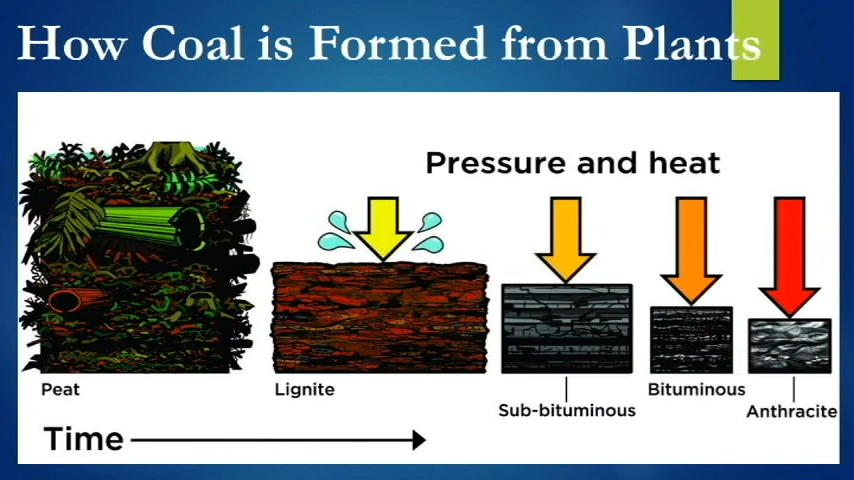 How Coal is Formed from Plants
Pressure and heat
Peat
Lignite
Sub-bituminous
Bituminous
Anthracite
Time